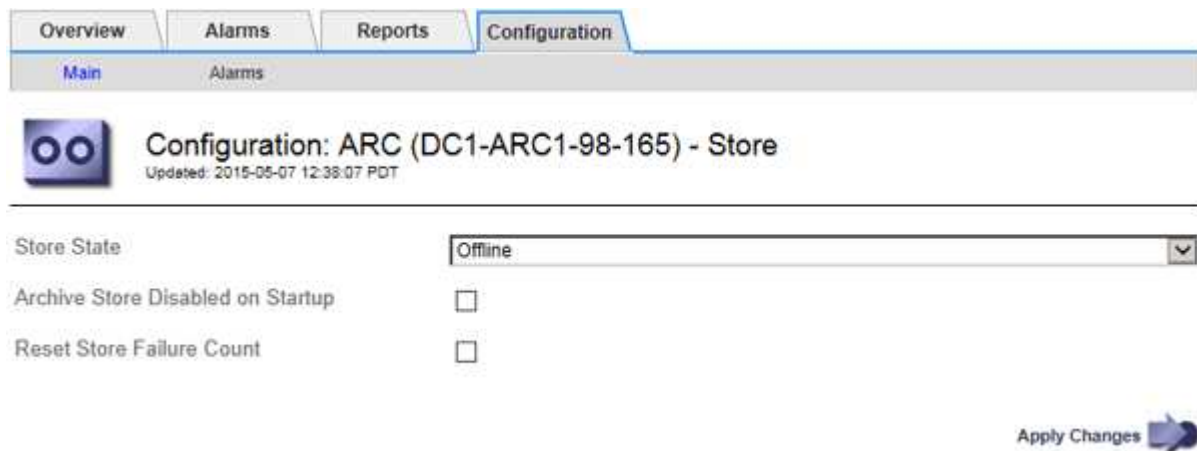 Overview Alarms Reports Configuration
Main Alarms
Configuration: ARC (DC1-ARC1-98-165) - Store
Updated: 2015-05-07 12:38:07 PDT
Store State Offline
Archive Store Disabled on Startup
Reset Store Failure Count
Apply Changes